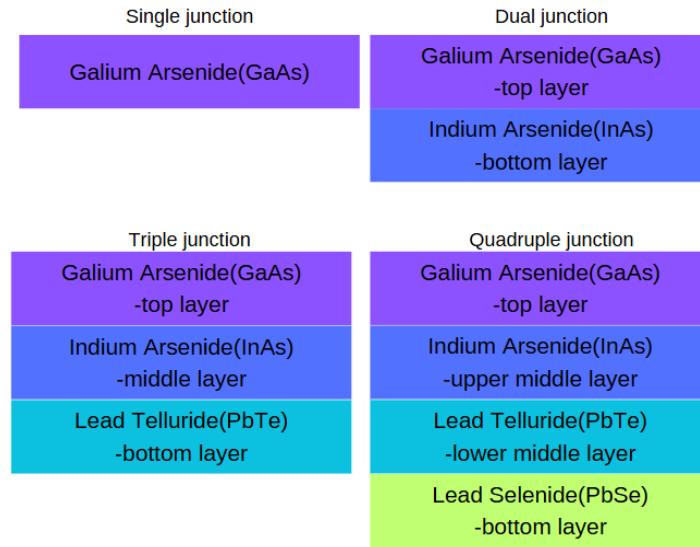 Single junction
Galium Arsenide(GaAs)
Dual junction
Galium Arsenide(GaAs)
-top layer
Indium Arsenide(InAs)
-bottom layer
Triple junction
Galium Arsenide(GaAs)
-top layer
Indium Arsenide(InAs)
-middle layer
Lead Telluride(PbTe)
-bottom layer
Quadruple junction
Galium Arsenide(GaAs)
-top layer
Indium Arsenide(InAs)
-upper middle layer
Lead Telluride(PbTe)
-lower middle layer
Lead Selenide(PbSe)
-bottom layer